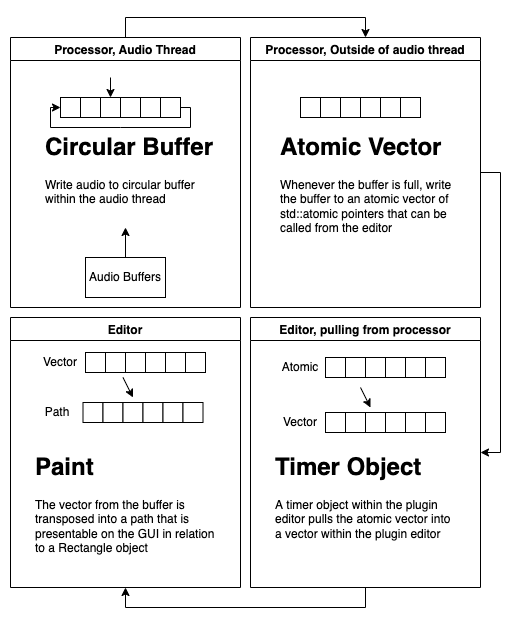 Processor, Audio Thread
Circular Buffer
Write audio to circular buffer
within the audio thread
Audio Buffers
Processor, Outside of audio thread
Atomic Vector
Whenever the buffer is full, write
the buffer to an atomic vector of
std::atomic pointers that can be
called from the editor
Editor
Vector
Path
Paint
The vector from the buffer is
transposed into a path that is
presentable on the GUI in relation
to a Rectangle object
Editor, pulling from processor
Atomic
Vector
Timer Object
A timer object within the plugin
editor pulls the atomic vector into
a vector within the plugin editor